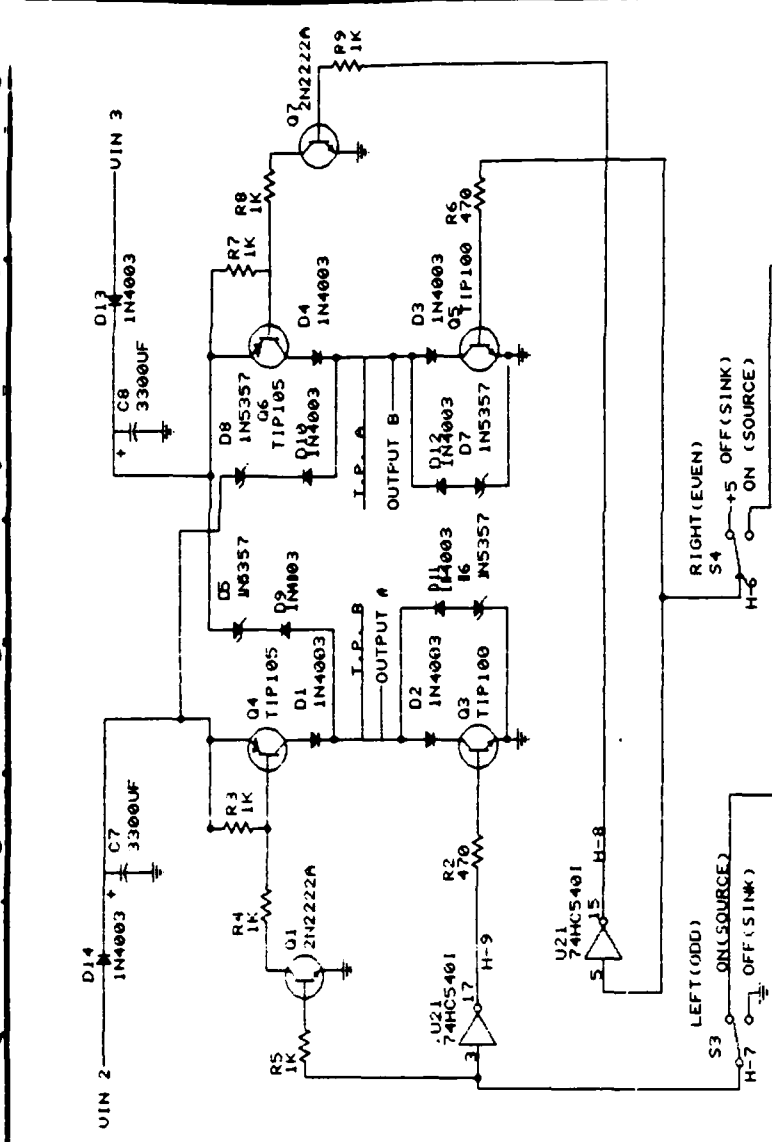 VIN 2
D14
1N4003
C7
3300UF
+
VIN 3
D13
1N4003
C8
3300UF
+
R3
1K
R4
1K
Q1
2N2222A
R5
1K
Q4
TIP105
D1
1N4003
D5
1N5357
D9
T.P. B
OUTPUT A
D2
1N4003
Q3
TIP100
D11
1N4003
1N5357
R2
470
U21
74HC5401
3
17
H-9
D8
1N5357
Q6
TIP105
D10
1N4003
D4
1N4003
R7
1K
R8
1K
Q7
2N2222A
R9
1K
T.P. A
OUTPUT B
D3
1N4003
Q5
TIP100
D12
1N4003
D7
1N5357
R6
470
U21
74HC5401
5
15
H-8
LEFT(ODD)
S3
ON(SOURCE)
OFF(SINK)
H-7
RIGHT(EVEN)
S4
+5 OFF(SINK)
ON (SOURCE)
H-6